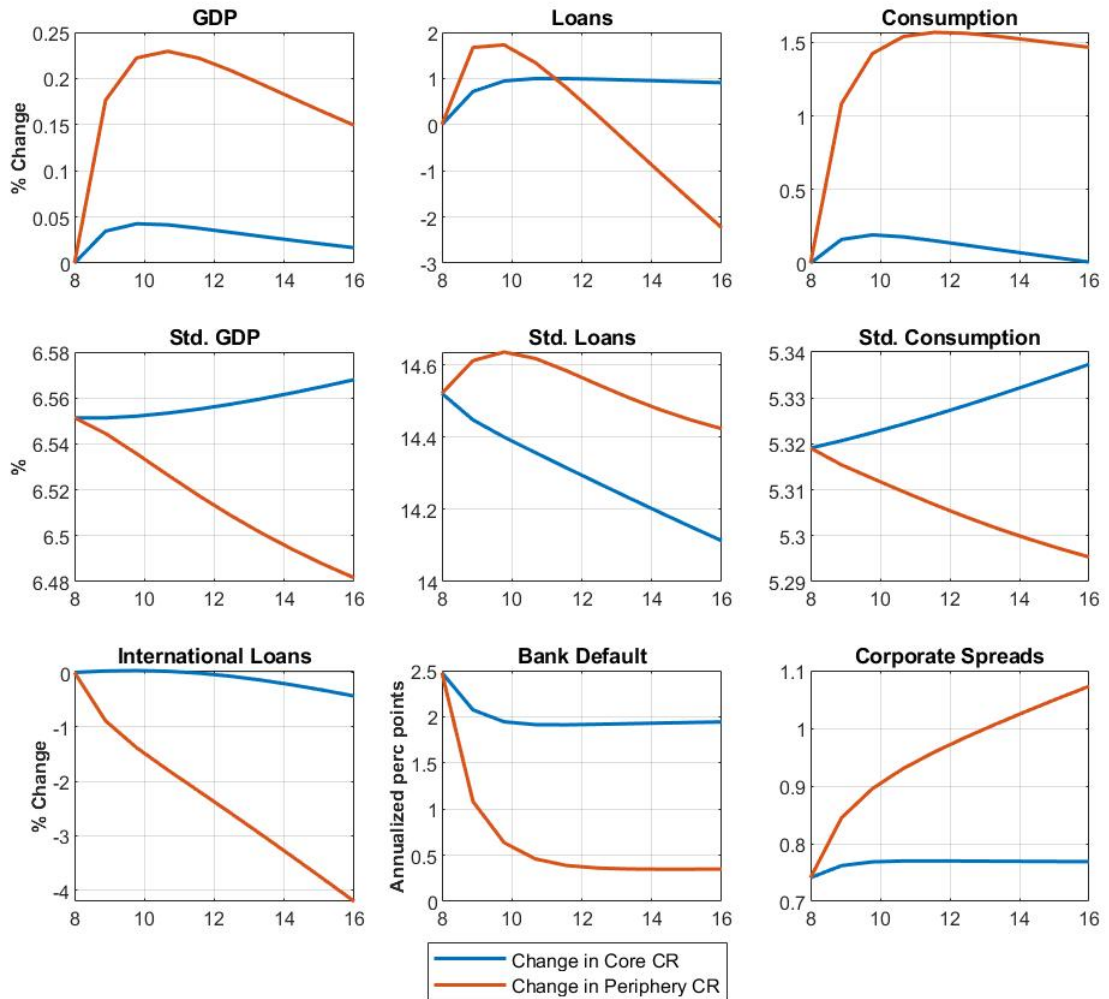 GDP
% Change
0.25
0.2
0.15
0.1
0.05
0
8 10 12 14 16
Loans
2
1
0
-1
-2
-3
8 10 12 14 16
Consumption
1.5
1
0.5
0
8 10 12 14 16
Std. GDP
%
6.58
6.56
6.54
6.52
6.5
6.48
8 10 12 14 16
Std. Loans
14.6
14.4
14.2
14
8 10 12 14 16
Std. Consumption
5.34
5.33
5.32
5.31
5.3
5.29
8 10 12 14 16
International Loans
% Change
0
-1
-2
-3
-4
8 10 12 14 16
Bank Default
Annualized perc points
2.5
2
1.5
1
0.5
0
8 10 12 14 16
Corporate Spreads
1.1
1
0.9
0.8
0.7
8 10 12 14 16
Change in Core CR
Change in Periphery CR